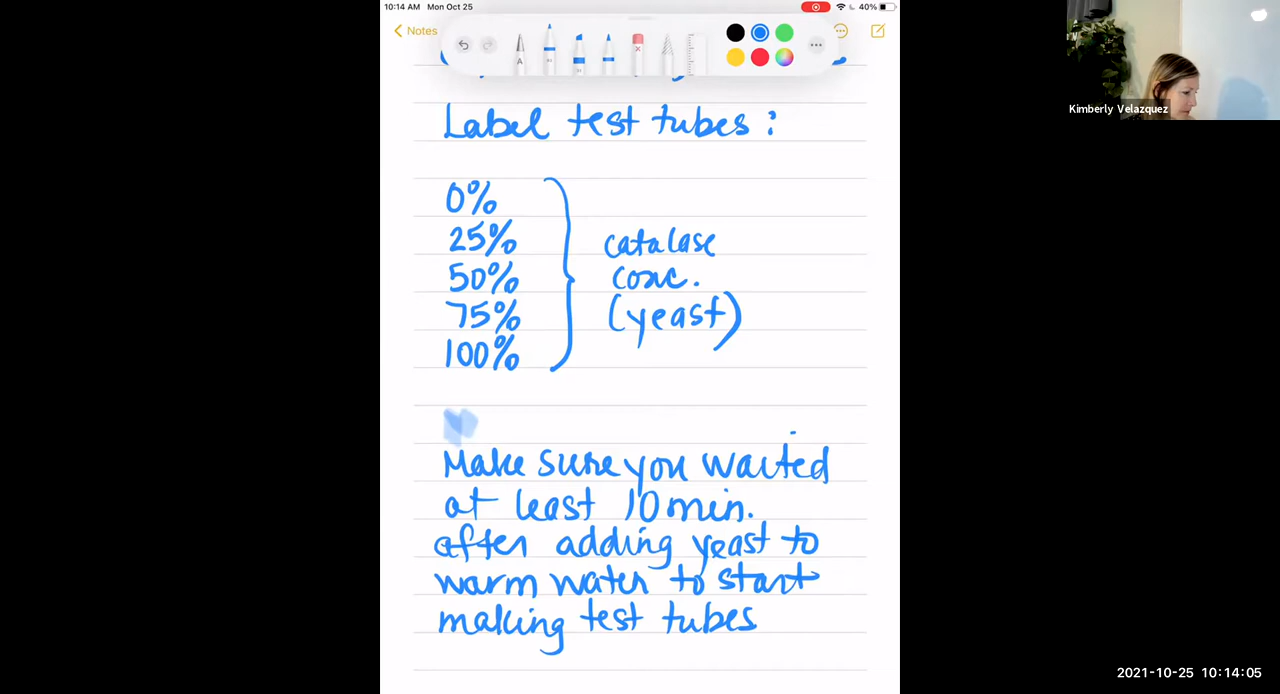 10:14 AM Mon Oct 25
40%
Notes
Kimberly Velazquez
Label test tubes :
0%
25%
50%
75%
100%
catalase
conc.
(yeast)
Make sure you waited
at least 10 min.
after adding yeast to
warm water to start
making test tubes
2021-10-25 10:14:05